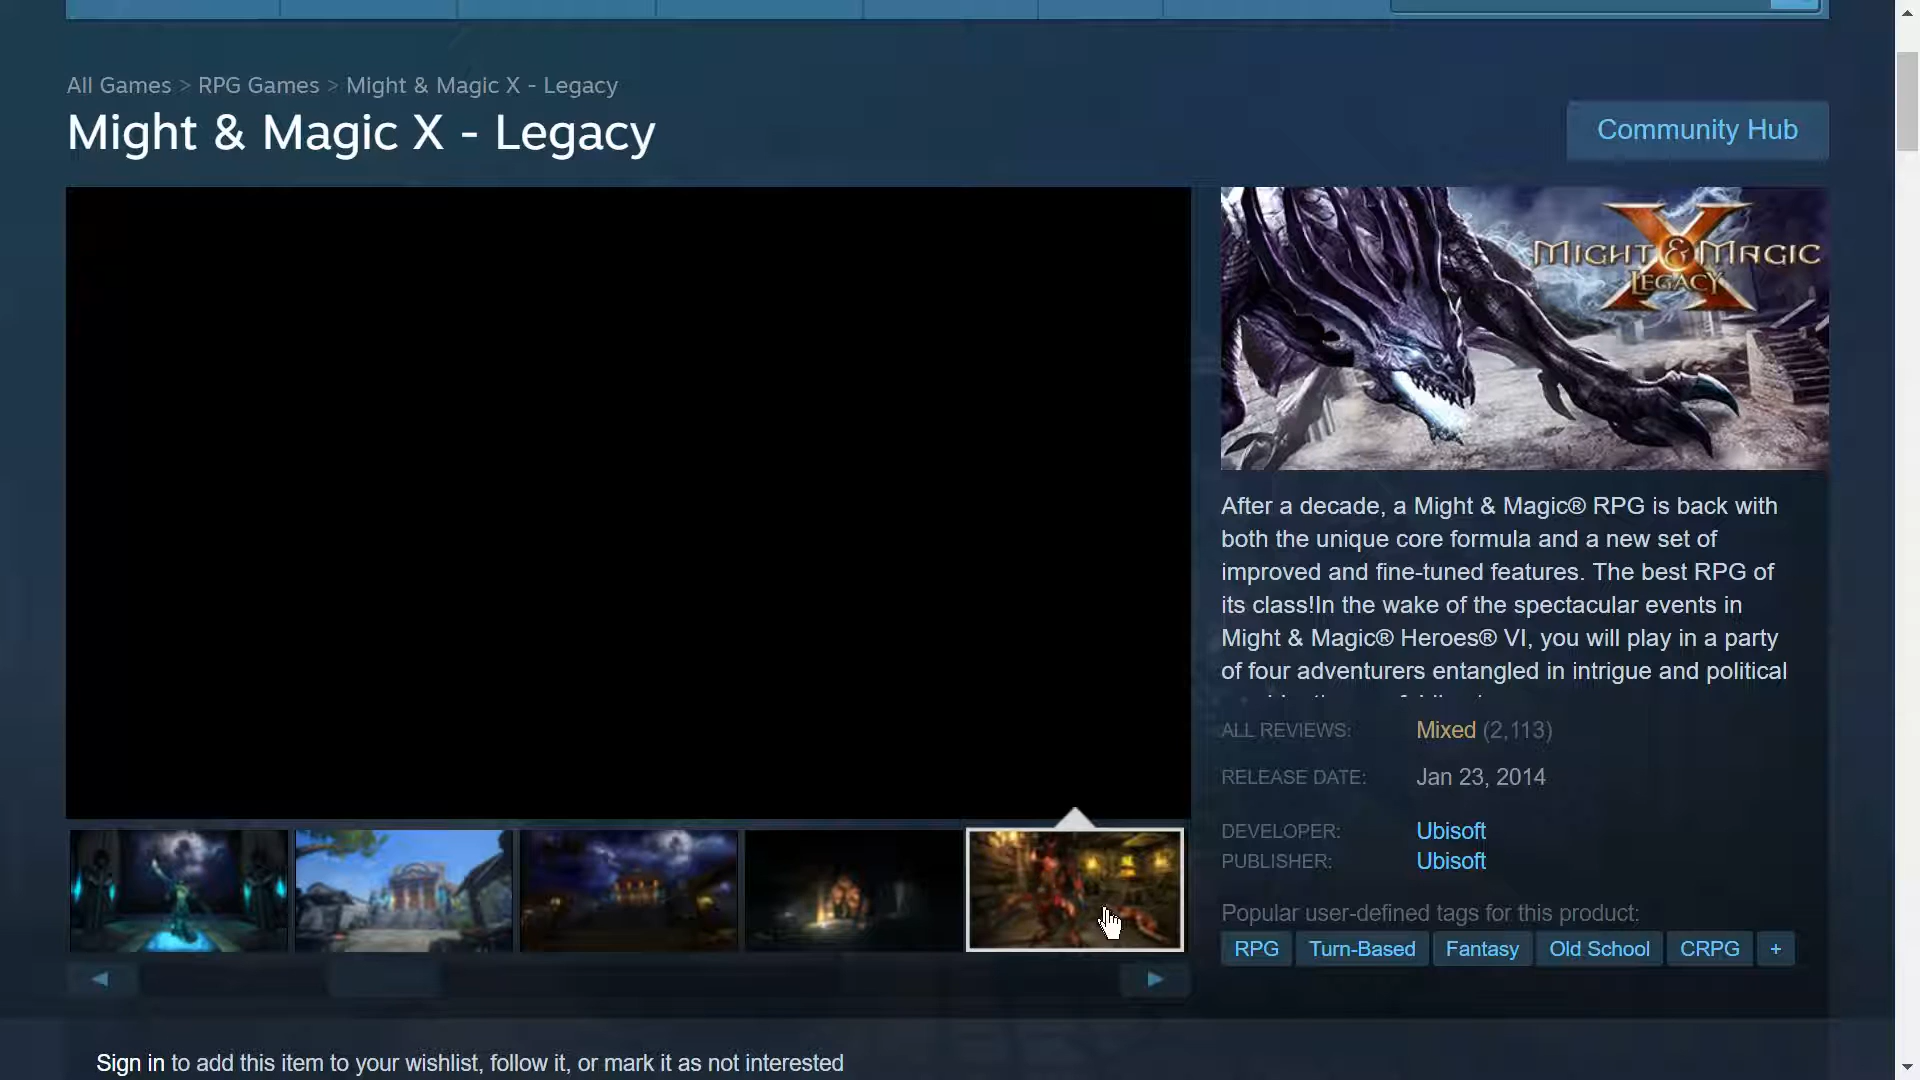 All Games > RPG Games > Might & Magic X - Legacy
Might & Magic X - Legacy
Community Hub
MIGHT & MAGIC
X
LEGACY
After a decade, a Might & Magic® RPG is back with
both the unique core formula and a new set of
improved and fine-tuned features. The best RPG of
its class!In the wake of the spectacular events in
Might & Magic® Heroes® VI, you will play in a party
of four adventurers entangled in intrigue and political
ALL REVIEWS: Mixed (2,113)
RELEASE DATE: Jan 23, 2014
DEVELOPER: Ubisoft
PUBLISHER: Ubisoft
Popular user-defined tags for this product:
RPG Turn-Based Fantasy Old School CRPG +
Sign in to add this item to your wishlist, follow it, or mark it as not interested